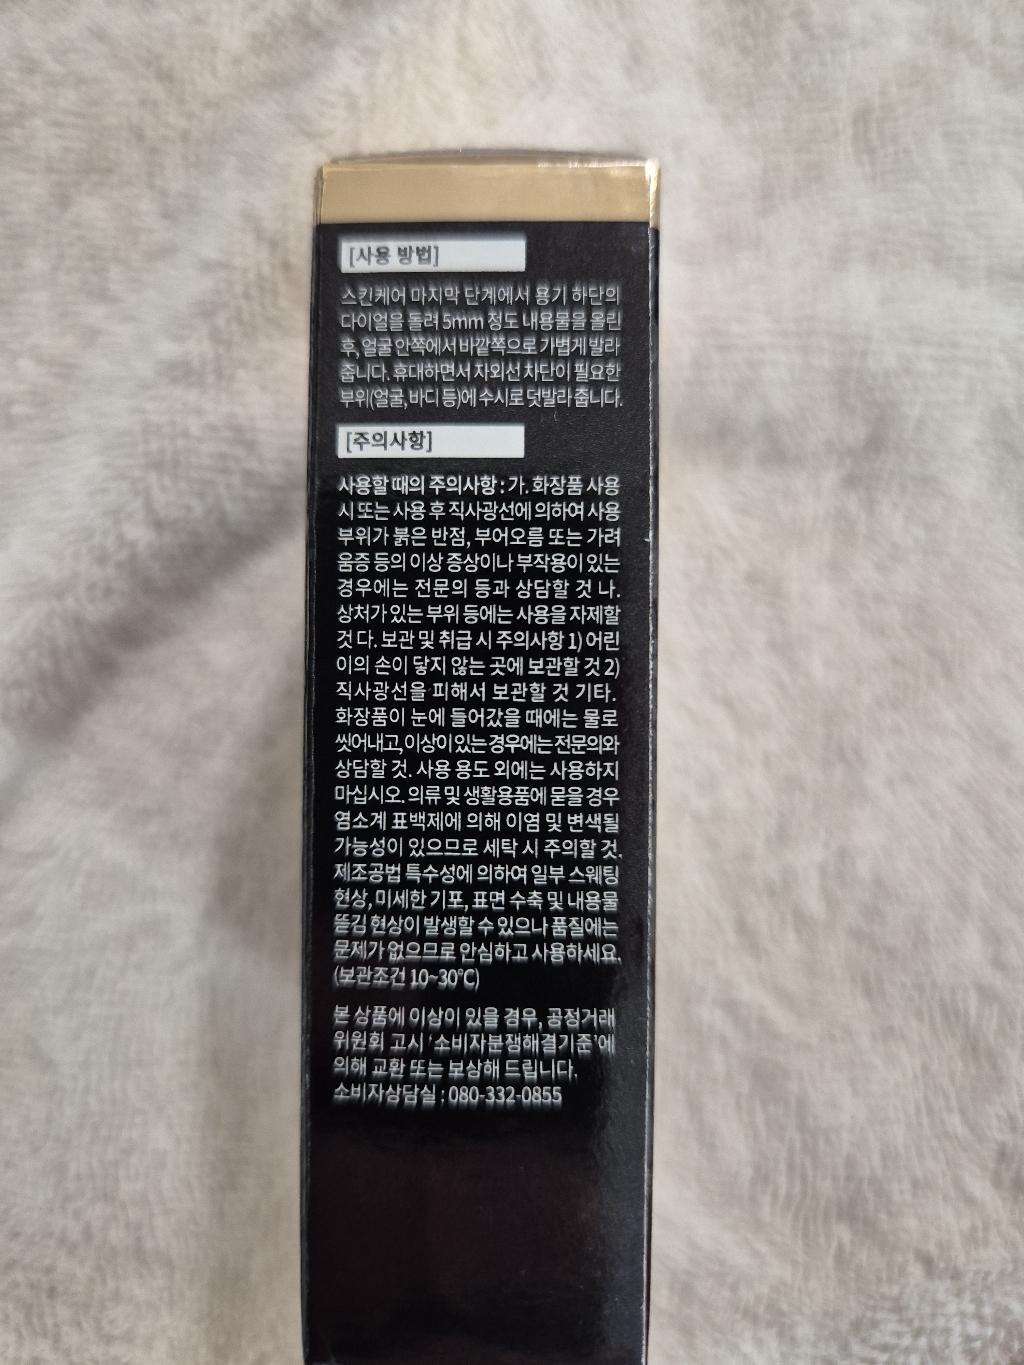 [사용 방법]
스킨케어 마지막 단계에서 용기 하단의
다이얼을 돌려 5mm 정도 내용물을 올린
후, 얼굴 안쪽에서 바깥쪽으로 가볍게 발라
줍니다. 휴대하면서 자외선 차단이 필요한
부위(얼굴, 바디 등)에 수시로 덧발라 줍니다.
[주의사항]
사용할 때의 주의사항 : 가. 화장품 사용
시 또는 사용 후 직사광선에 의하여 사용
부위가 붉은 반점, 부어오름 또는 가려
움증 등의 이상 증상이나 부작용이 있는
경우에는 전문의 등과 상담할 것 나.
상처가 있는 부위 등에는 사용을 자제할
것 다. 보관 및 취급 시 주의사항 1) 어린
이의 손이 닿지 않는 곳에 보관할 것 2)
직사광선을 피해서 보관할 것 기타.
화장품이 눈에 들어갔을 때에는 물로
씻어내고, 이상이 있는 경우에는 전문의와
상담할 것. 사용 용도 외에는 사용하지
마십시오. 의류 및 생활용품에 묻을 경우
염소계 표백제에 의해 이염 및 변색될
가능성이 있으므로 세탁 시 주의할 것.
제조공법 특수성에 의하여 일부 스웨팅
현상, 미세한 기포, 표면 수축 및 내용물
뜯김 현상이 발생할 수 있으나 품질에는
문제가 없으므로 안심하고 사용하세요.
(보관조건 10~30℃)
본 상품에 이상이 있을 경우, 공정거래
위원회 고시 '소비자분쟁해결기준'에
의해 교환 또는 보상해 드립니다.
소비자상담실 : 080-332-0855